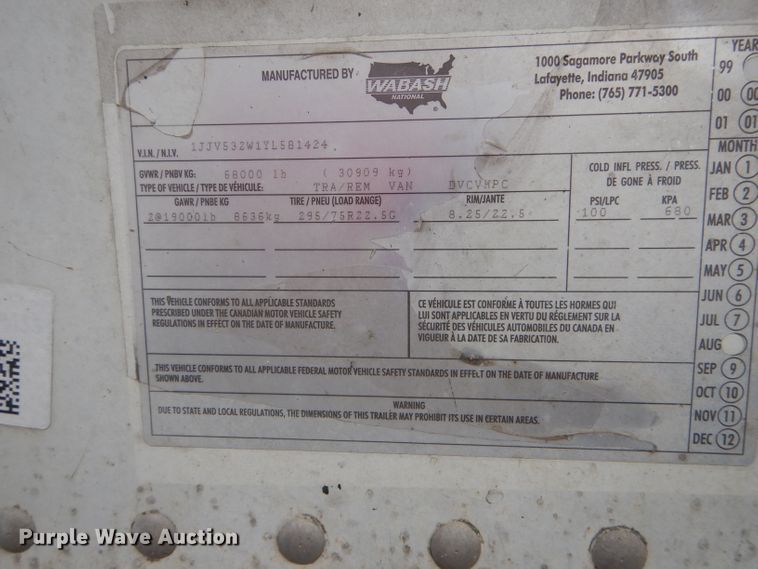 MANUFACTURED BY
WABASH
NATIONAL
1000 Sagamore Parkway South
Lafayette, Indiana 47905
Phone: (765) 771-5300
V.I.N. / N.I.V. 1JJV532W1YL581424
GVWR / PNBV KG: 68000 lb ( 30909 kg)
TYPE OF VEHICLE / TYPE DE VÉHICULE: TRA/REM VAN DVCVHPC
GAWR / PNBE KG TIRE / PNEU (LOAD RANGE) RIM/JANTE
2@19000lb 8636kg 295/75R22.5G 8.25/22.5
COLD INFL PRESS. / PRESS.
DE GONE À FROID
PSI/LPC KPA
100 680
THIS VEHICLE CONFORMS TO ALL APPLICABLE STANDARDS
PRESCRIBED UNDER THE CANADIAN MOTOR VEHICLE SAFETY
REGULATIONS IN EFFECT ON THE DATE OF MANUFACTURE.
CE VÉHICULE EST CONFORME À TOUTES LES HORMES QUI
LUI SONT APPLICABLES EN VERTU DU RÉGLEMENT SUR LA
SÉCURITÉ DES VÉHICULES AUTOMOBILES DU CANADA EN
VIGUEUR À LA DATE DE SA FABRICATION.
THIS VEHICLE CONFORMS TO ALL APPLICABLE FEDERAL MOTOR VEHICLE SAFETY STANDARDS IN EFFECT ON THE DATE OF MANUFACTURE
SHOWN ABOVE.
WARNING
DUE TO STATE AND LOCAL REGULATIONS, THE DIMENSIONS OF THIS TRAILER MAY PROHIBIT ITS USE IN CERTAIN AREAS.
YEAR
99
00 00
01 01
MONTH
JAN 1
FEB 2
MAR 3
APR 4
MAY 5
JUN 6
JUL 7
AUG
SEP 9
OCT 10
NOV 11
DEC 12
Purple Wave Auction